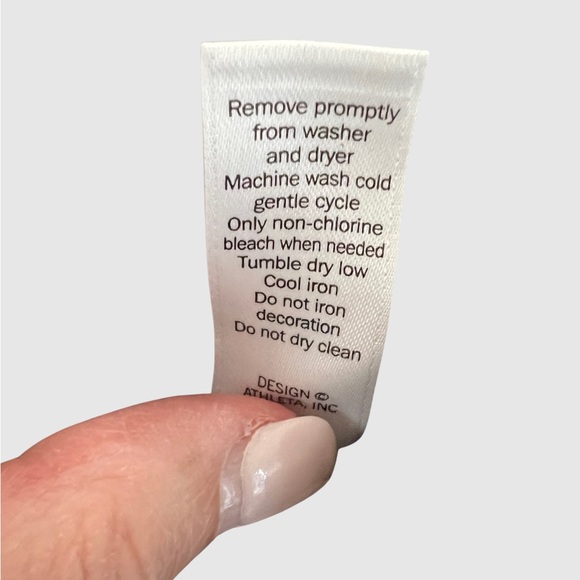 Remove promptly
from washer
and dryer
Machine wash cold
gentle cycle
Only non-chlorine
bleach when needed
Tumble dry low
Cool iron
Do not iron
decoration
Do not dry clean
DESIGN ©
ATHLETA, INC